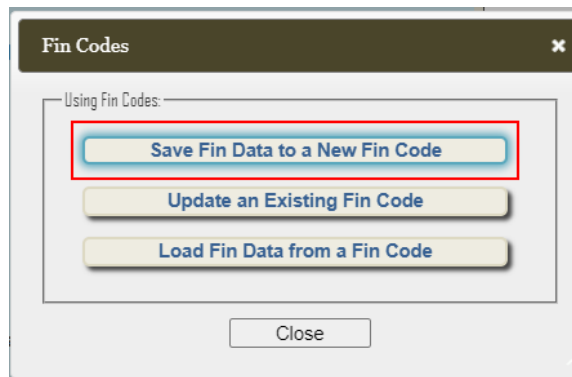 Fin Codes
Using Fin Codes:
Save Fin Data to a New Fin Code
Update an Existing Fin Code
Load Fin Data from a Fin Code
Close